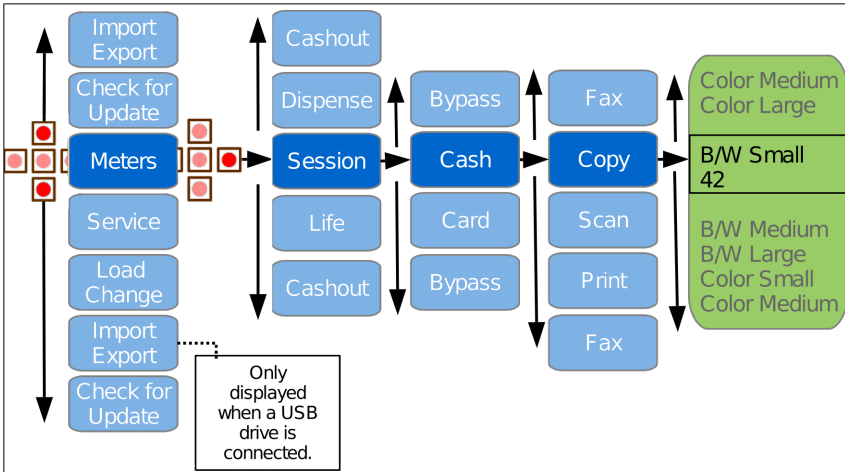 Import
Export
Check for
Update
Meters
Service
Load
Change
Import
Export
Check for
Update
Only
displayed
when a USB
drive is
connected.
Cashout
Dispense
Session
Life
Cashout
Bypass
Cash
Card
Bypass
Fax
Copy
Scan
Print
Fax
Color Medium
Color Large
B/W Small
42
B/W Medium
B/W Large
Color Small
Color Medium